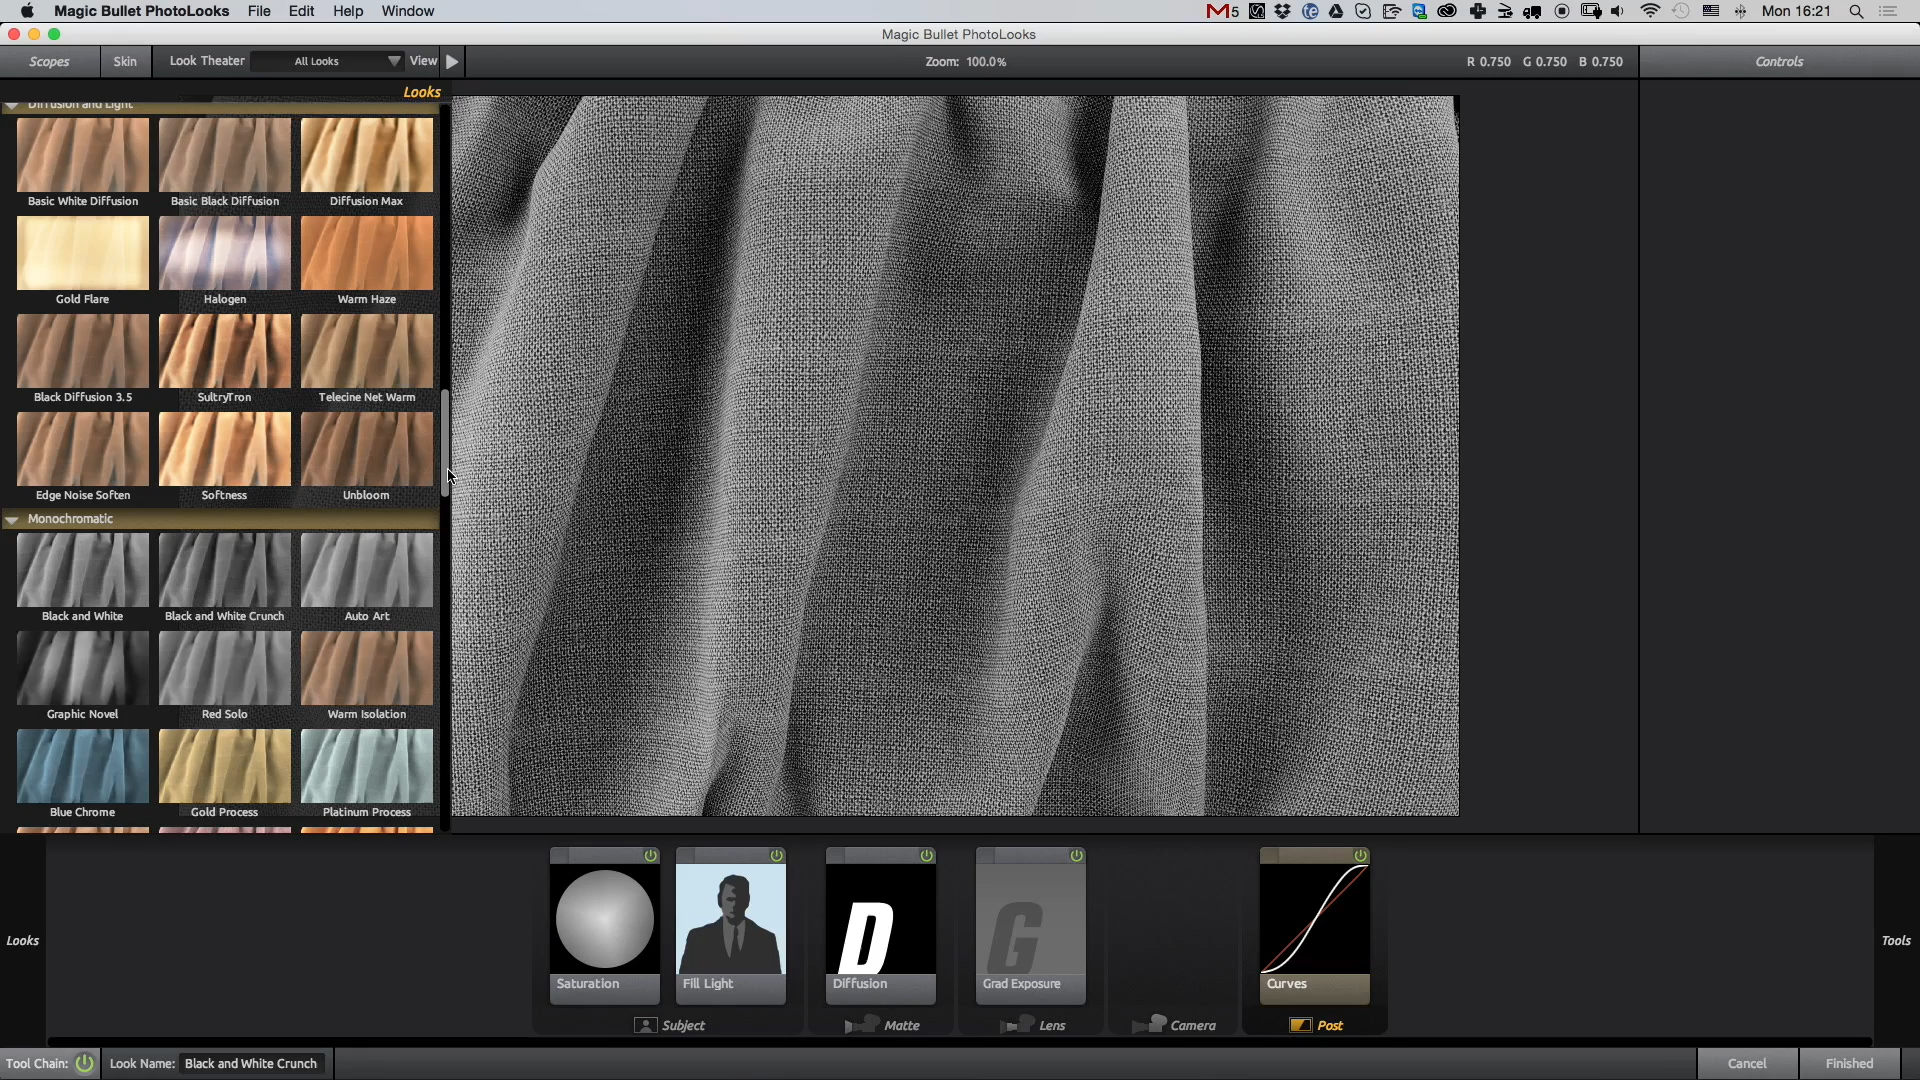 Magic Bullet PhotoLooks File Edit Help Window 5 Mon 16:21
Magic Bullet PhotoLooks
Scopes Skin Look Theater All Looks View Zoom: 100.0% R 0.750 G 0.750 B 0.750 Controls
Looks
Diffusion and Light
Basic White Diffusion Basic Black Diffusion Diffusion Max
Gold Flare Halogen Warm Haze
Black Diffusion 3.5 SultryTron Telecine Net Warm
Edge Noise Soften Softness Unbloom
Monochromatic
Black and White Black and White Crunch Auto Art
Graphic Novel Red Solo Warm Isolation
Blue Chrome Gold Process Platinum Process
D G
Saturation Fill Light Diffusion Grad Exposure Curves
Looks Tools
Subject Matte Lens Camera Post
Tool Chain: Look Name: Black and White Crunch Cancel Finished